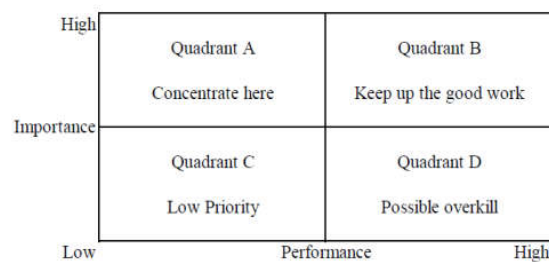 High
Quadrant A Quadrant B
Concentrate here Keep up the good work
Importance
Quadrant C Quadrant D
Low Priority Possible overkill
Low Performance High